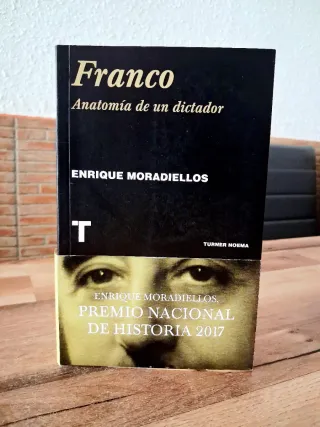 Franco
Anatomía de un dictador
ENRIQUE MORADIELLOS
T
TURNER NOEMA
ENRIQUE MORADIELLOS,
PREMIO NACIONAL
DE HISTORIA 2017